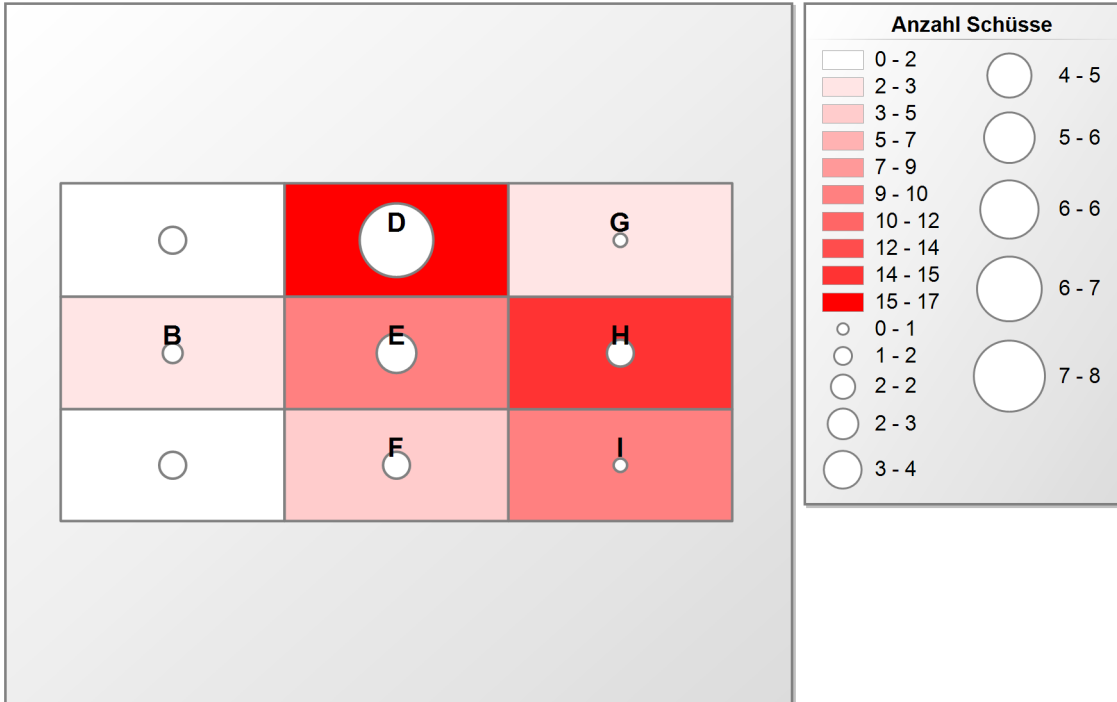 D
G
B
E
H
F
I
Anzahl Schüsse
0 - 2
2 - 3
3 - 5
5 - 7
7 - 9
9 - 10
10 - 12
12 - 14
14 - 15
15 - 17
0 - 1
1 - 2
2 - 2
2 - 3
3 - 4
4 - 5
5 - 6
6 - 6
6 - 7
7 - 8